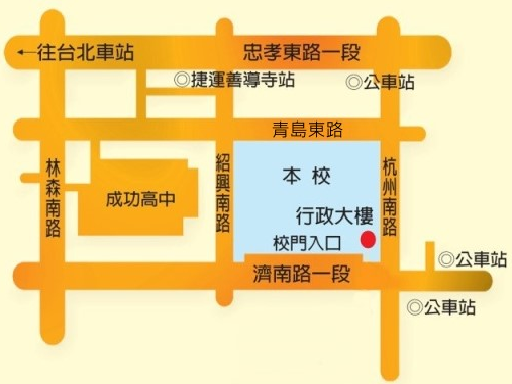 ←往台北車站
忠孝東路一段
◎捷運善導寺站
◎公車站
青島東路
林森南路
成功高中
紹興南路
本校
杭州南路
行政大樓
校門入口
濟南路一段
◎公車站
◎公車站